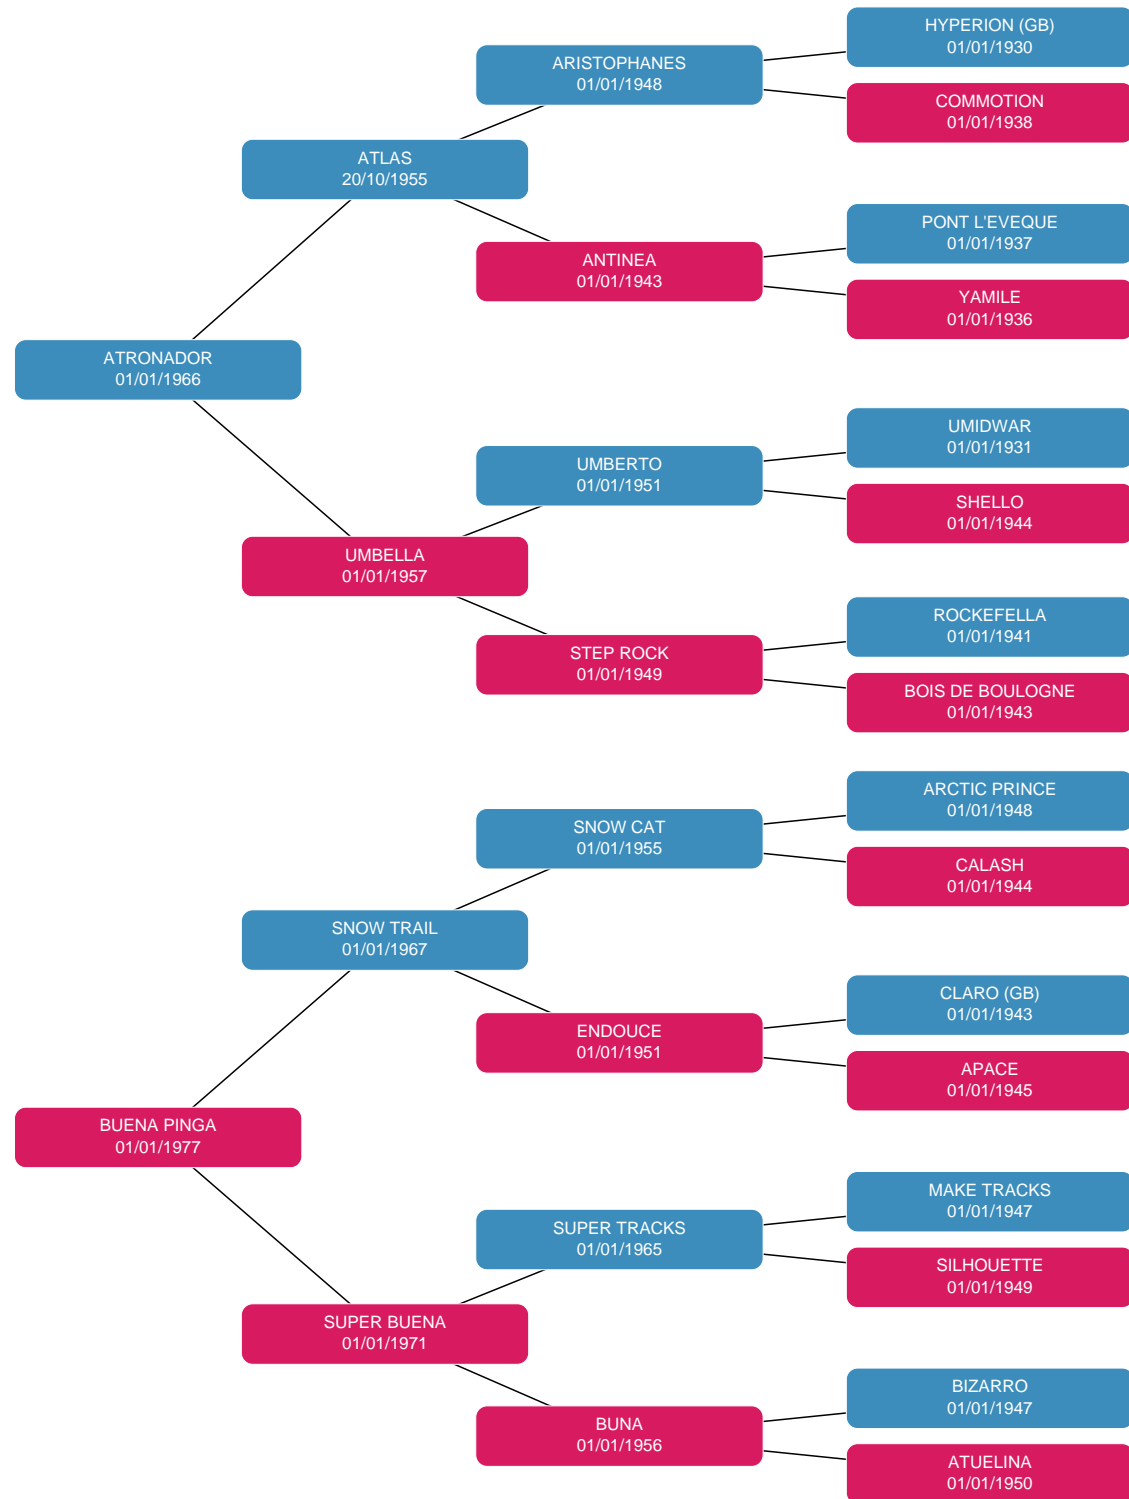 HYPERION (GB)
01/01/1930
ARISTOPHANES
01/01/1948
COMMOTION
01/01/1938
ATLAS
20/10/1955
PONT L'EVEQUE
01/01/1937
ANTINEA
01/01/1943
YAMILE
01/01/1936
ATRONADOR
01/01/1966
UMIDWAR
01/01/1931
UMBERTO
01/01/1951
SHELLO
01/01/1944
UMBELLA
01/01/1957
ROCKEFELLA
01/01/1941
STEP ROCK
01/01/1949
BOIS DE BOULOGNE
01/01/1943
ARCTIC PRINCE
01/01/1948
SNOW CAT
01/01/1955
CALASH
01/01/1944
SNOW TRAIL
01/01/1967
CLARO (GB)
01/01/1943
ENDOUCE
01/01/1951
APACE
01/01/1945
BUENA PINGA
01/01/1977
MAKE TRACKS
01/01/1947
SUPER TRACKS
01/01/1965
SILHOUETTE
01/01/1949
SUPER BUENA
01/01/1971
BIZARRO
01/01/1947
BUNA
01/01/1956
ATUELINA
01/01/1950